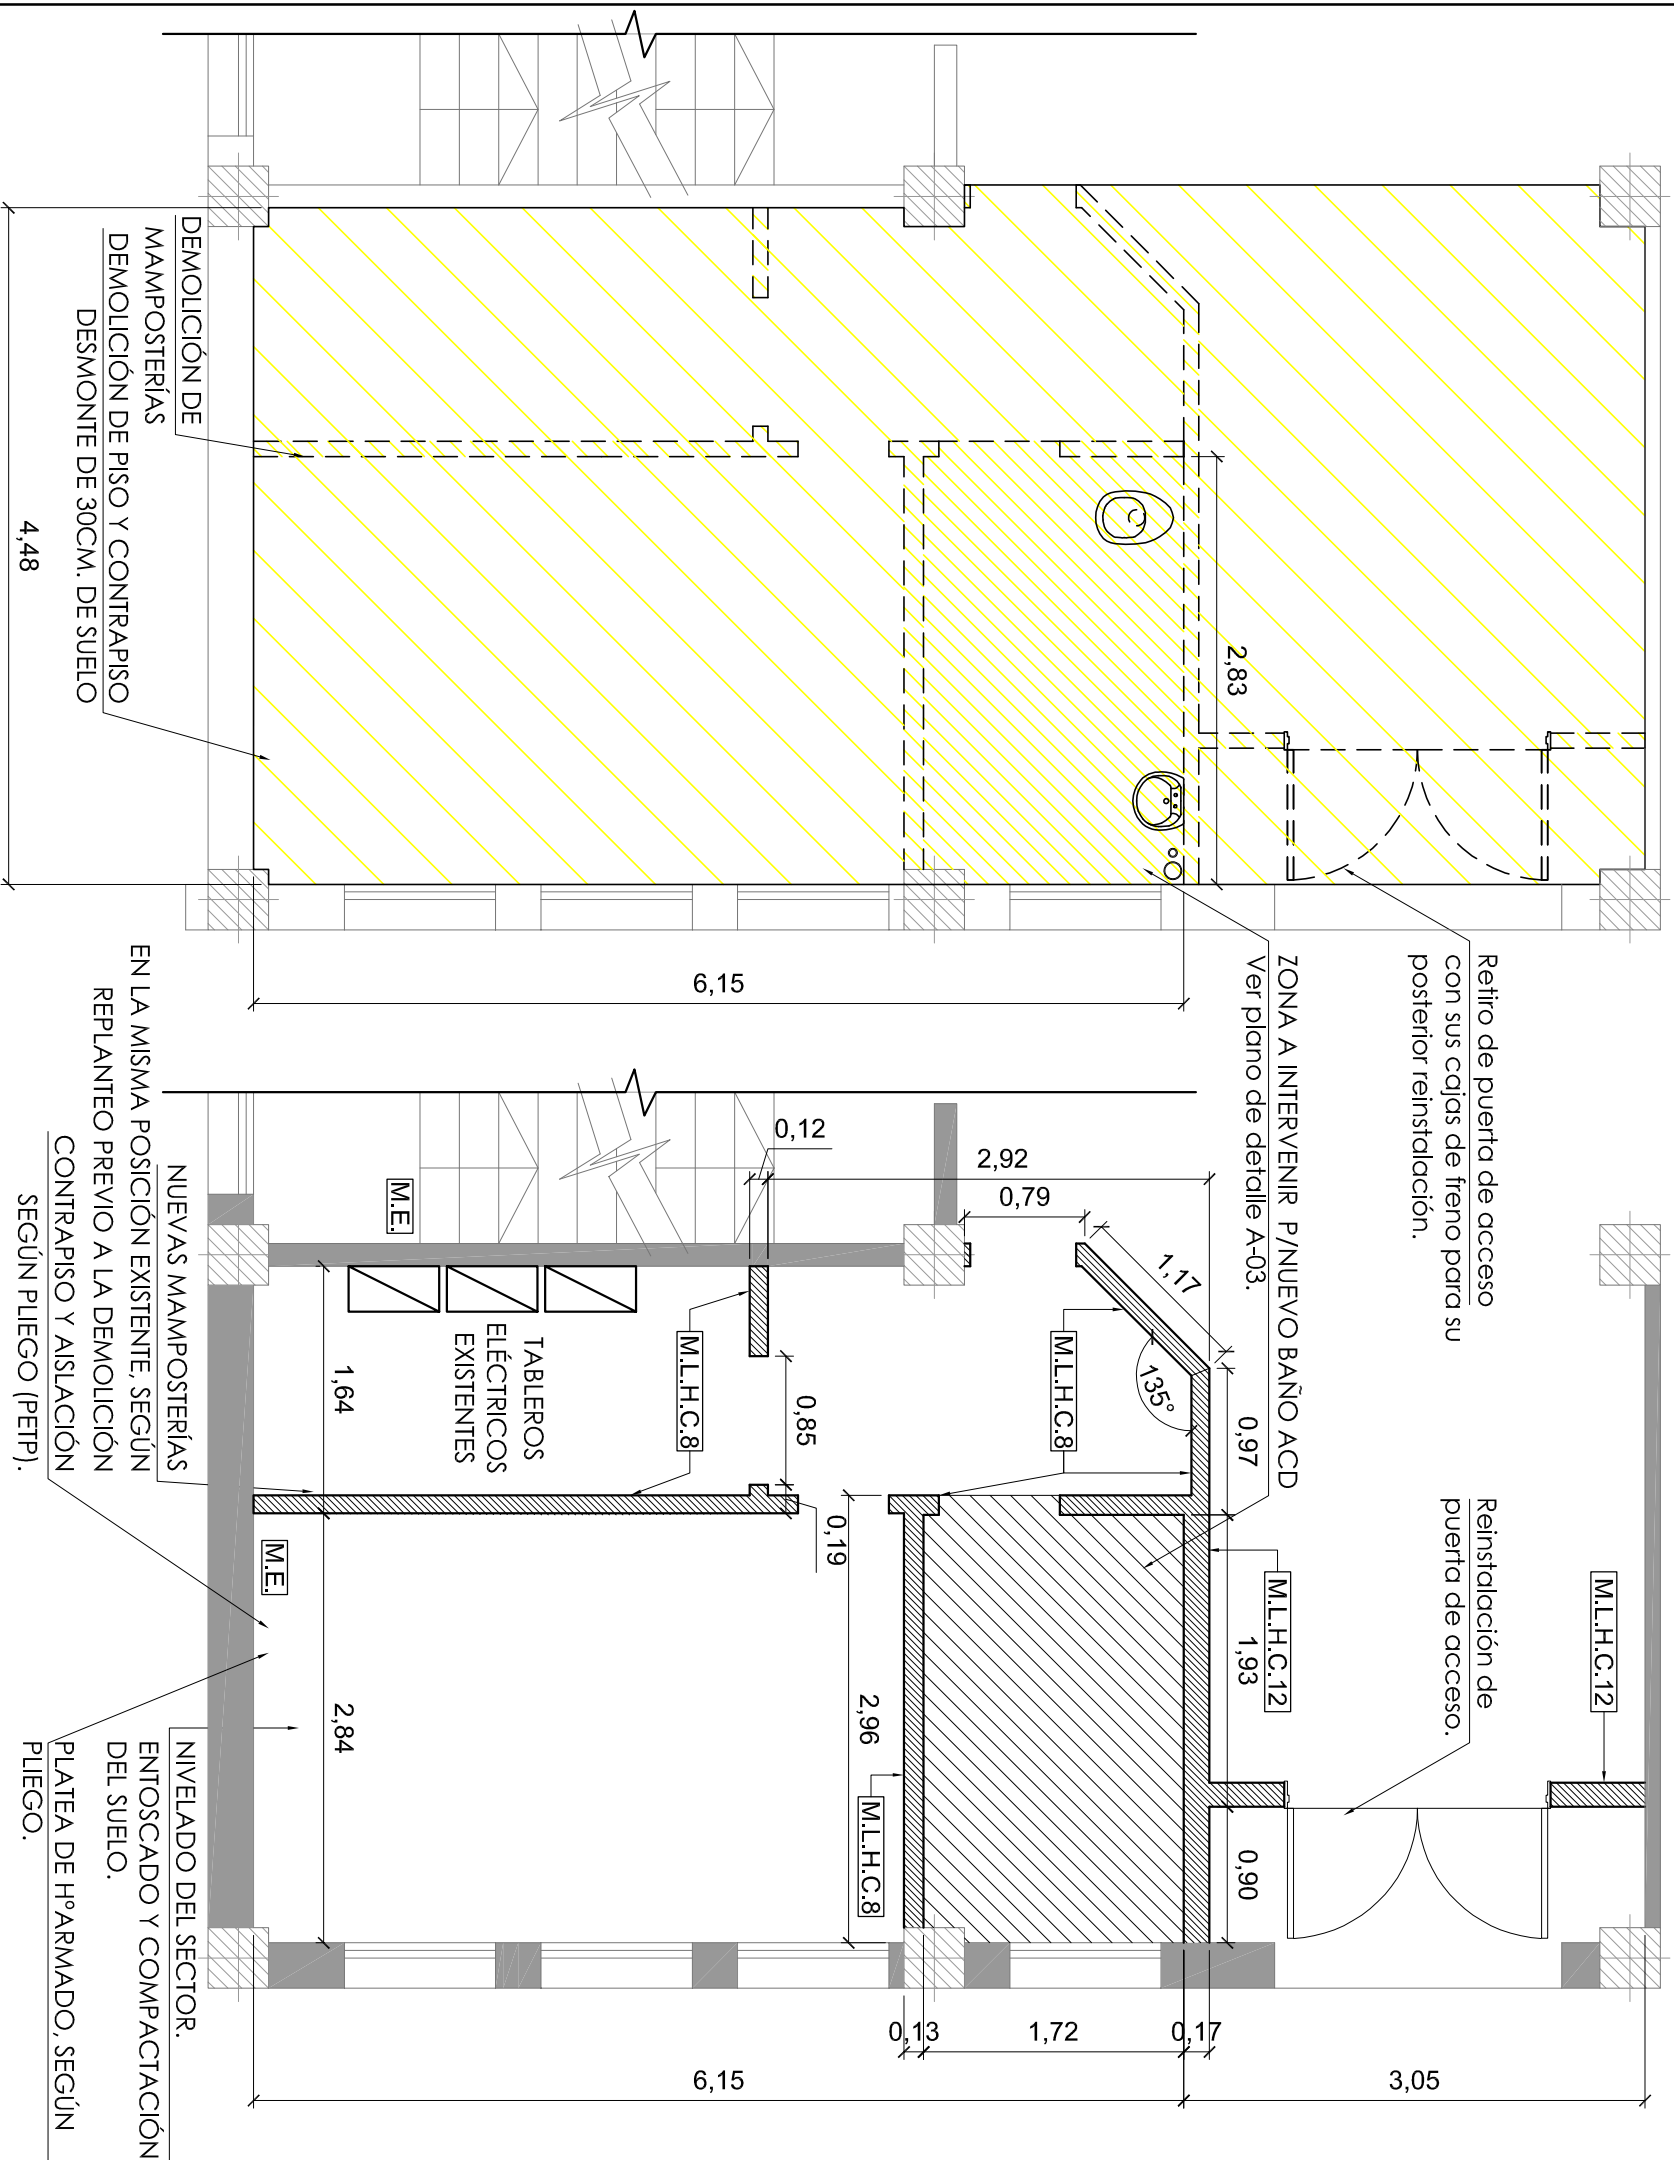 DEMOLICIÓN DE
MAMPOSTERÍAS
DEMOLICIÓN DE PISO Y CONTRAPISO
DESMONTE DE 30CM. DE SUELO
4,48
2,83
6,15
Retiro de puerta de acceso
con sus cajas de freno para su
posterior reinstalación.
ZONA A INTERVENIR P/NUEVO BAÑO ACD
Ver plano de detalle A-03.
NUEVAS MAMPOSTERÍAS
EN LA MISMA POSICIÓN EXISTENTE, SEGÚN
REPLANTEO PREVIO A LA DEMOLICIÓN
CONTRAPISO Y AISLACIÓN
SEGÚN PLIEGO (PETP).
0,12
2,92
0,79
1,17
135°
0,97
M.E.
TABLEROS
ELÉCTRICOS
EXISTENTES
M.L.H.C.8
M.L.H.C.8
1,64
0,85
0,19
M.E.
2,84
2,96
M.L.H.C.8
M.L.H.C.12
1,93
0,90
Reinstalación de
puerta de acceso.
M.L.H.C.12
NIVELADO DEL SECTOR.
ENTOSCADO Y COMPACTACIÓN
DEL SUELO.
PLATEA DE HºARMADO, SEGÚN
PLIEGO.
0,13
1,72
0,17
6,15
3,05